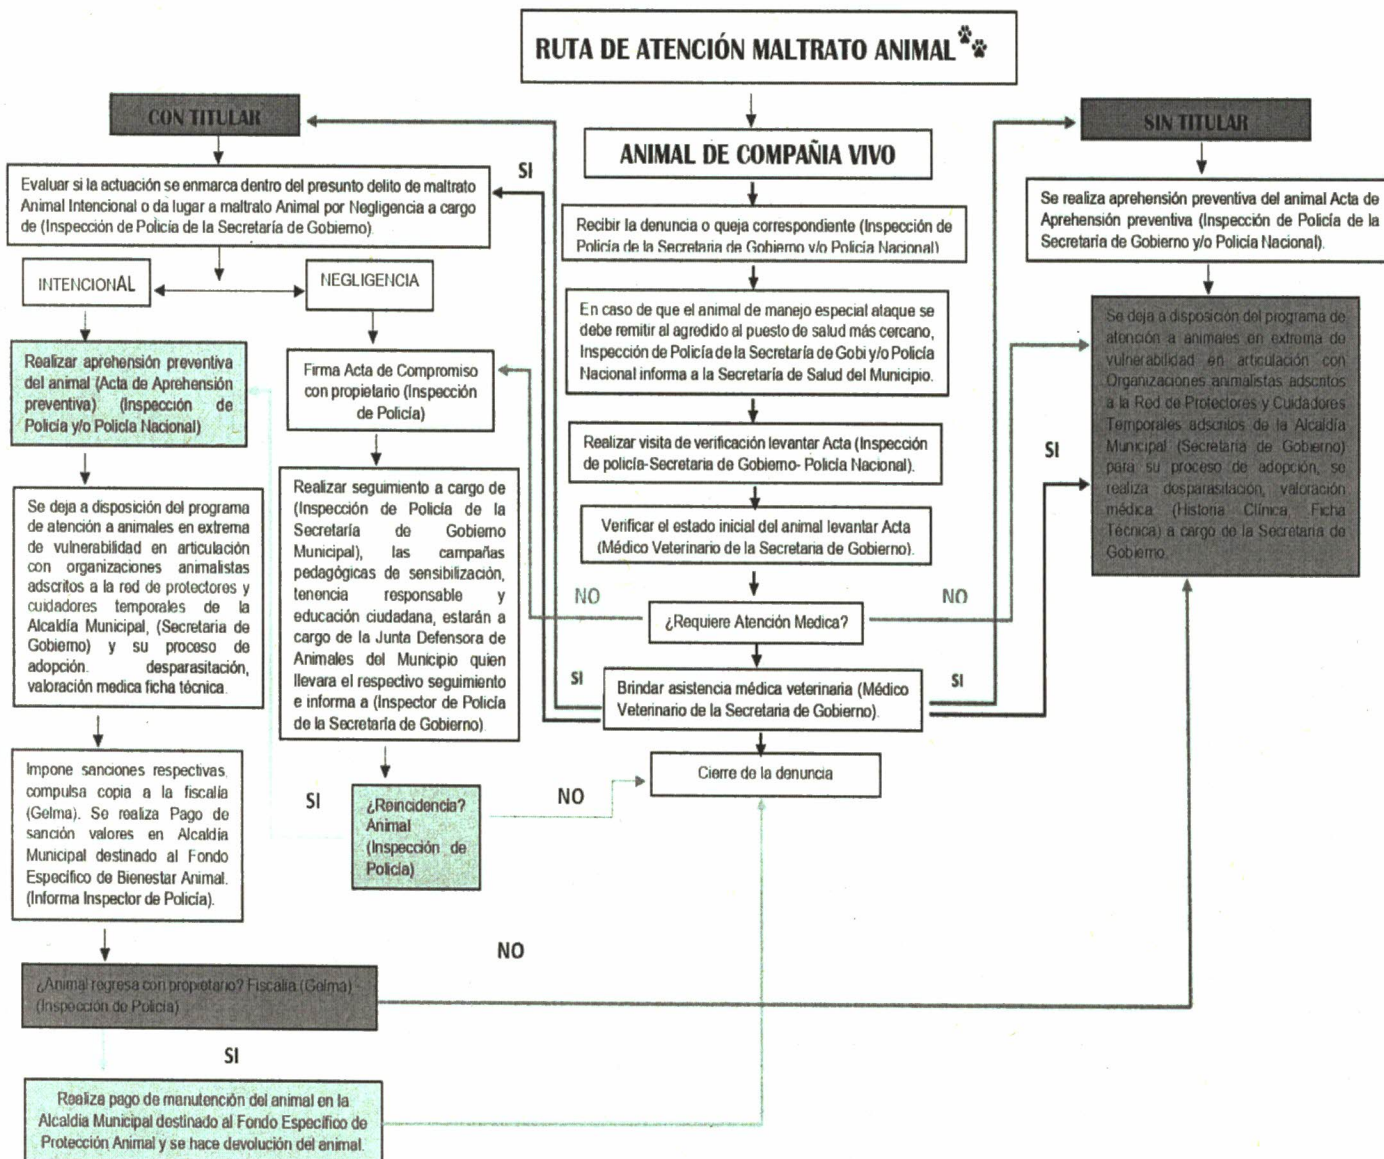 RUTA DE ATENCIÓN MALTRATO ANIMAL
CON TITULAR
SIN TITULAR
ANIMAL DE COMPAÑIA VIVO
SI
Evaluar si la actuación se enmarca dentro del presunto delito de maltrato
Animal Intencional o da lugar a maltrato Animal por Negligencia a cargo
de (Inspección de Policía de la Secretaría de Gobierno).
Recibir la denuncia o queja correspondiente (Inspección de
Policía de la Secretaria de Gobierno y/o Policía Nacional)
Se realiza aprehensión preventiva del animal Acta de
Aprehensión preventiva (Inspección de Policía de la
Secretaría de Gobierno y/o Policía Nacional).
INTENCIONAL
NEGLIGENCIA
En caso de que el animal de manejo especial ataque se
debe remitir al agredido al puesto de salud más cercano,
Inspección de Policía de la Secretaría de Gobi y/o Policía
Nacional informa a la Secretaría de Salud del Municipio.
Se deja a disposición del programa de
atención a animales en extrema de
vulnerabilidad en articulación con
Organizaciones animalistas adscritos
a la Red de Protectores y Cuidadores
Temporales adscritos de la Alcaldía
Municipal (Secretaria de Gobierno)
para su proceso de adopción, se
realiza desparasitación, valoración
médica (Historia Clínica, Ficha
Técnica) a cargo de la Secretaria de
Gobierno.
Realizar aprehensión preventiva
del animal (Acta de Aprehensión
preventiva) (Inspección de
Policía y/o Policía Nacional)
Firma Acta de Compromiso
con propietario (Inspección
de Policía)
Realizar visita de verificación levantar Acta (Inspección
de policía-Secretaria de Gobierno- Policía Nacional).
SI
Se deja a disposición del programa
de atención a animales en extrema
de vulnerabilidad en articulación
con organizaciones animalistas
adscritos a la red de protectores y
cuidadores temporales de la
Alcaldía Municipal, (Secretaria de
Gobierno) y su proceso de
adopción. desparasitación,
valoración medica ficha técnica.
Realizar seguimiento a cargo de
(Inspección de Policía de la
Secretaría de Gobierno
Municipal), las campañas
pedagógicas de sensibilización,
tenencia responsable y
educación ciudadana, estarán a
cargo de la Junta Defensora de
Animales del Municipio quien
llevara el respectivo seguimiento
e informa a (Inspector de Policía
de la Secretaría de Gobierno).
Verificar el estado inicial del animal levantar Acta
(Médico Veterinario de la Secretaria de Gobierno).
NO
NO
¿Requiere Atención Medica?
SI
SI
Brindar asistencia médica veterinaria (Médico
Veterinario de la Secretaria de Gobierno).
Cierre de la denuncia
Impone sanciones respectivas,
compulsa copia a la fiscalía
(Gelma). Se realiza Pago de
sanción valores en Alcaldía
Municipal destinado al Fondo
Específico de Bienestar Animal.
(Informa Inspector de Policía).
SI
¿Reincidencia?
Animal
(Inspección de
Policía)
NO
NO
¿Animal regresa con propietario? Fiscalía (Gelma) -
(Inspección de Policía)
SI
Realiza pago de manutención del animal en la
Alcaldía Municipal destinado al Fondo Específico de
Protección Animal y se hace devolución del animal.